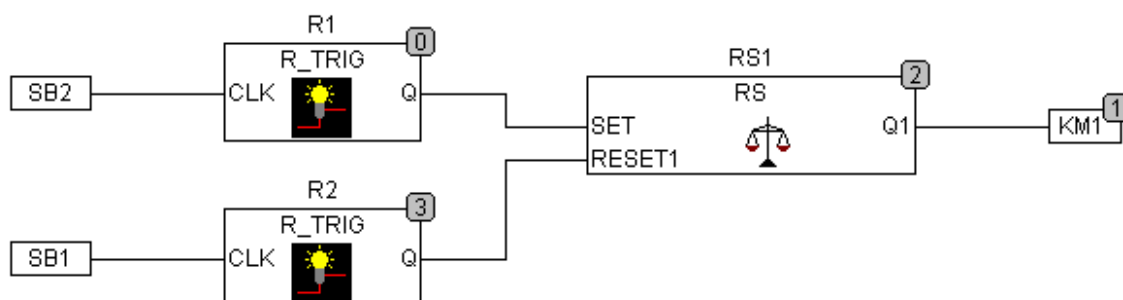 R1
0
R_TRIG
SB2
CLK
Q
RS1
2
RS
SET
Q1
RESET1
KM1
1
R2
3
R_TRIG
SB1
CLK
Q